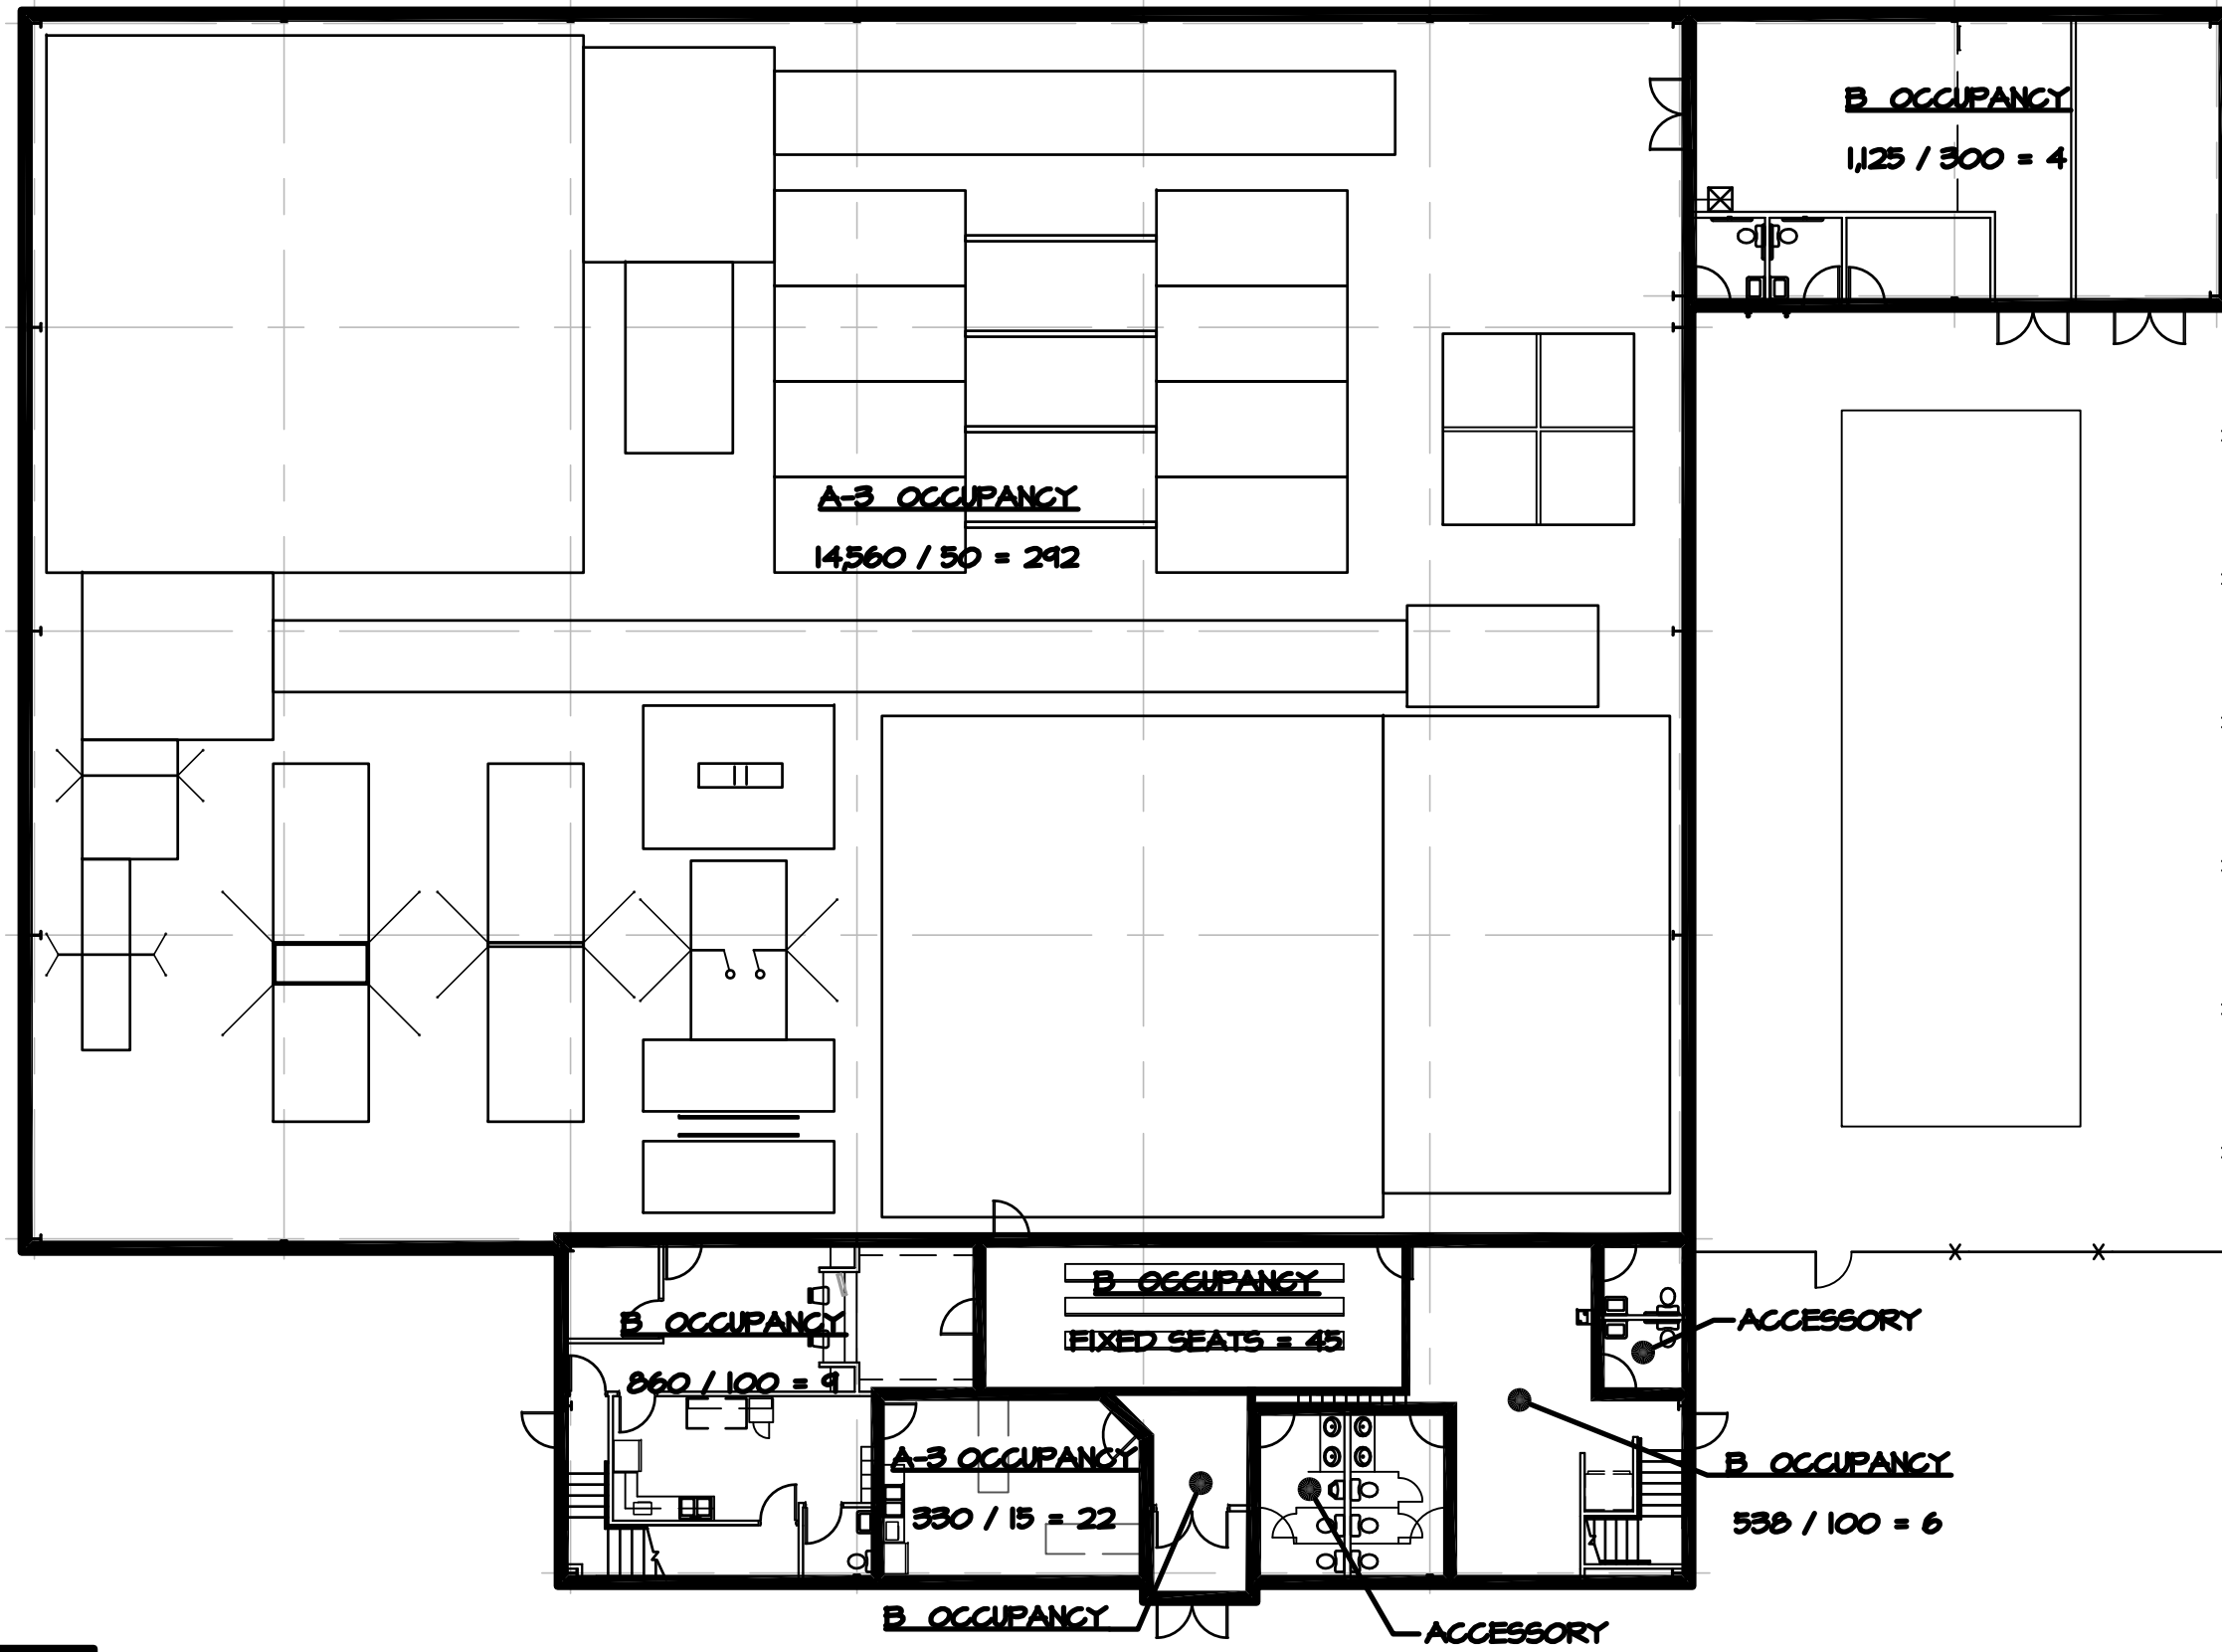 B OCCUPANCY
1,125 / 300 = 4
A-3 OCCUPANCY
14,560 / 50 = 292
B OCCUPANCY
860 / 100 = 9
B OCCUPANCY
FIXED SEATS = 45
ACCESSORY
A-3 OCCUPANCY
330 / 15 = 22
B OCCUPANCY
538 / 100 = 6
B OCCUPANCY
ACCESSORY